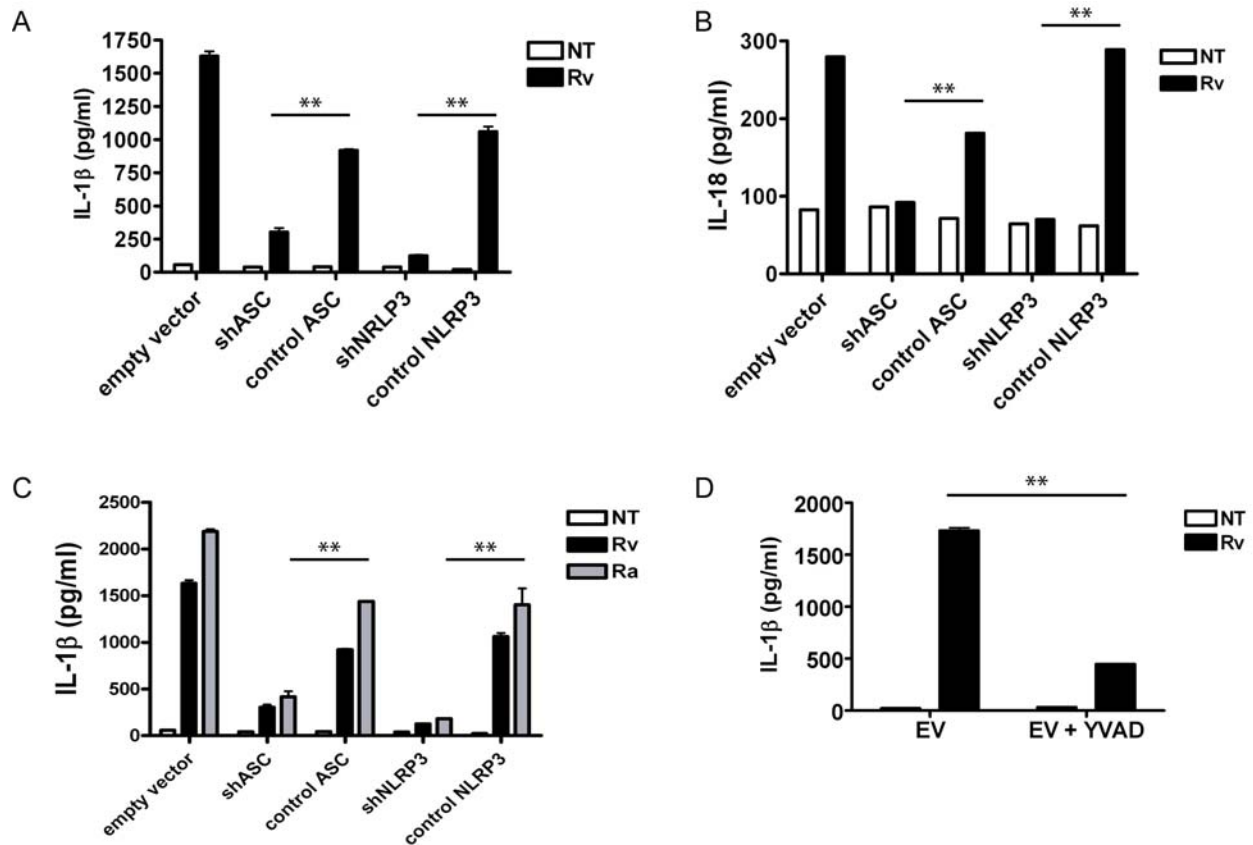 A
IL-1β (pg/ml)
1750
1500
1250
1000
750
500
250
0
**
**
NT
Rv
empty vector
shASC
control ASC
shNRLP3
control NLRP3
B
IL-18 (pg/ml)
300
200
100
0
**
**
NT
Rv
empty vector
shASC
control ASC
shNLRP3
control NLRP3
C
IL-1β (pg/ml)
2500
2000
1500
1000
500
0
**
**
NT
Rv
Ra
empty vector
shASC
control ASC
shNLRP3
control NLRP3
D
IL-1β (pg/ml)
2000
1500
1000
500
0
**
NT
Rv
EV
EV + YVAD